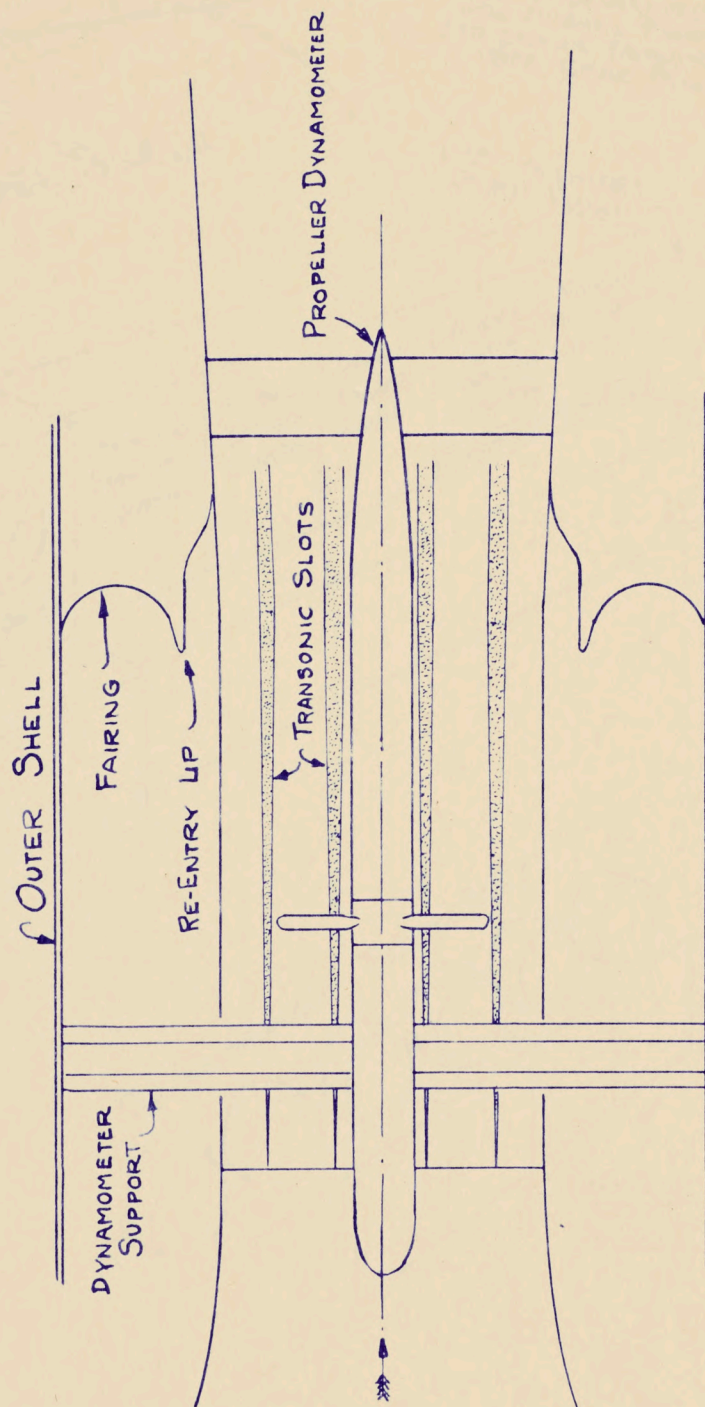 OUTER SHELL
FAIRING
RE-ENTRY LIP
TRANSONIC SLOTS
PROPELLER DYNAMOMETER
DYNAMOMETER
SUPPORT